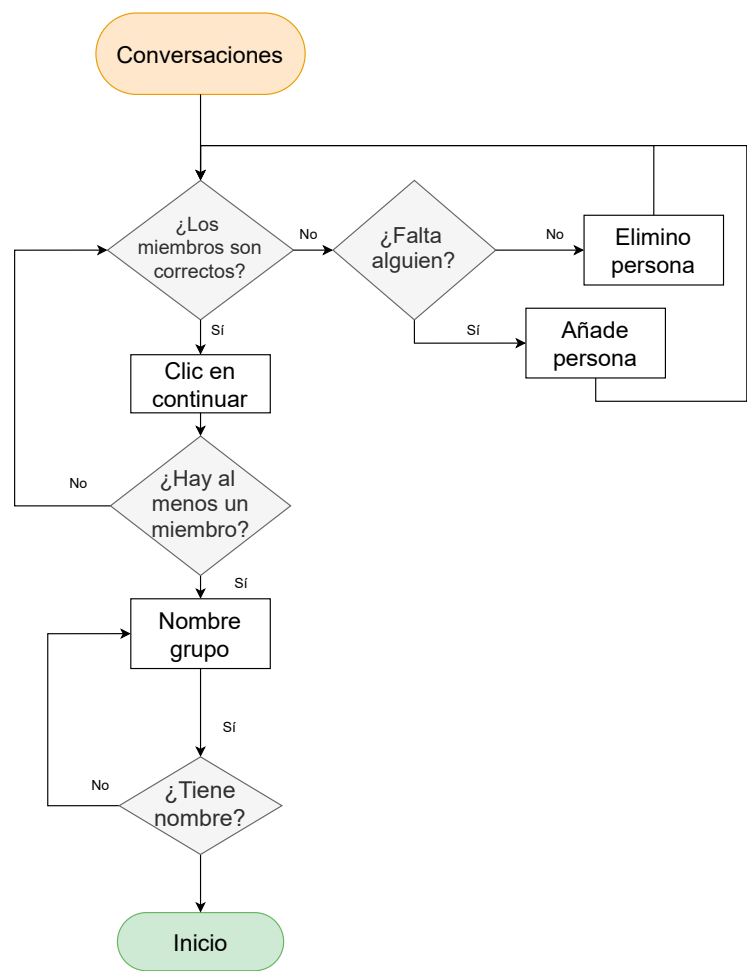 Conversaciones
¿Los
miembros son
correctos?
No
¿Falta
alguien?
No
Elimino
persona
Sí
Añade
persona
Sí
Clic en
continuar
¿Hay al
menos un
miembro?
No
Sí
Nombre
grupo
Sí
¿Tiene
nombre?
No
Inicio